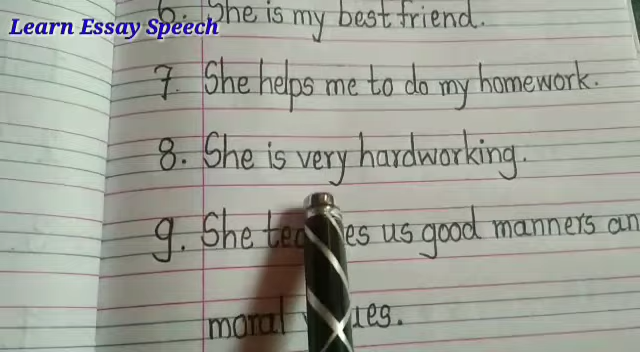 Learn Essay Speech
6. She is my best friend.
7. She helps me to do my homework.
8. She is very hardworking.
9. She us good manners
moral